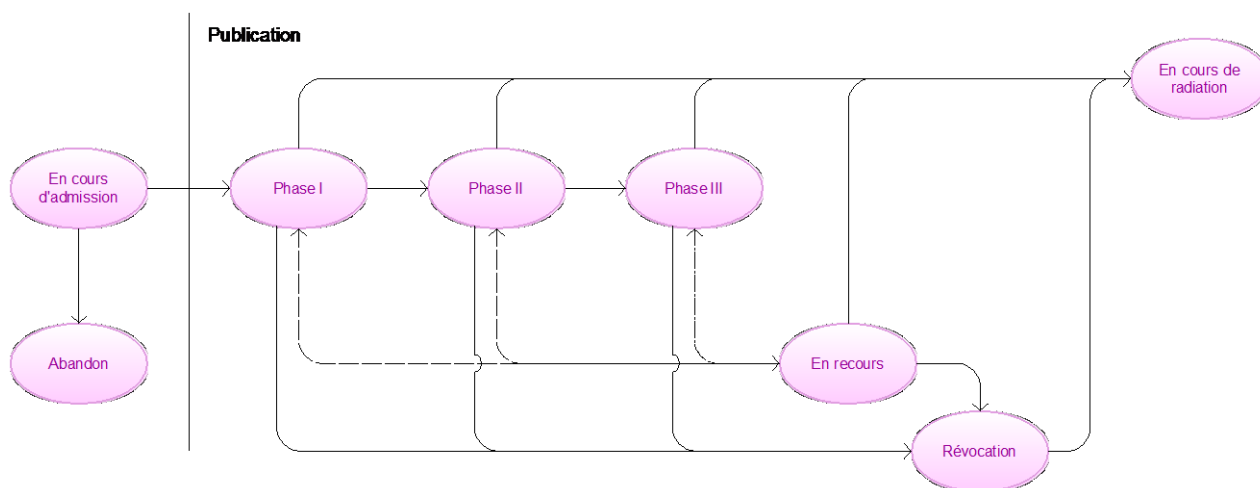 Publication
En cours de
radiation
En cours
d'admission
Phase I
Phase II
Phase III
Abandon
En recours
Révocation